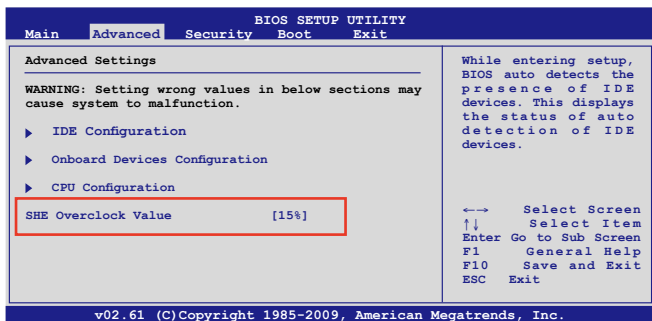 BIOS SETUP UTILITY
Main Advanced Security Boot Exit
Advanced Settings
WARNING: Setting wrong values in below sections may
cause system to malfunction.
IDE Configuration
Onboard Devices Configuration
CPU Configuration
SHE Overclock Value [15%]
While entering setup,
BIOS auto detects the
presence of IDE
devices. This displays
the status of auto
detection of IDE
devices.
←→ Select Screen
↑↓ Select Item
Enter Go to Sub Screen
F1 General Help
F10 Save and Exit
ESC Exit
v02.61 (C)Copyright 1985-2009, American Megatrends, Inc.